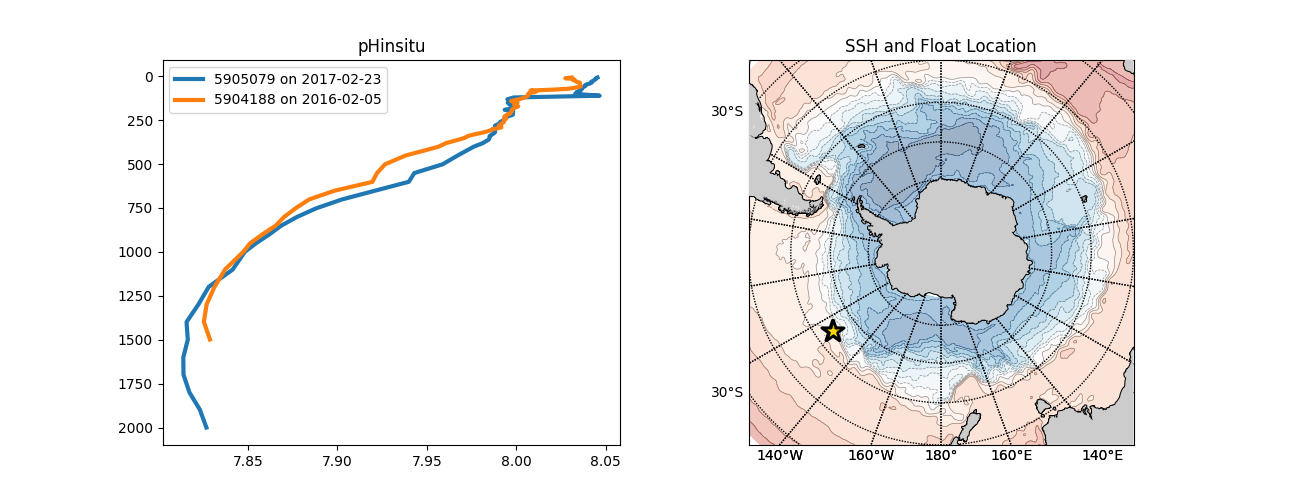 pHinsitu
5905079 on 2017-02-23
5904188 on 2016-02-05
0
250
500
750
1000
1250
1500
1750
2000
7.85
7.90
7.95
8.00
8.05
SSH and Float Location
30°S
30°S
140°W
160°W
180°
160°E
140°E